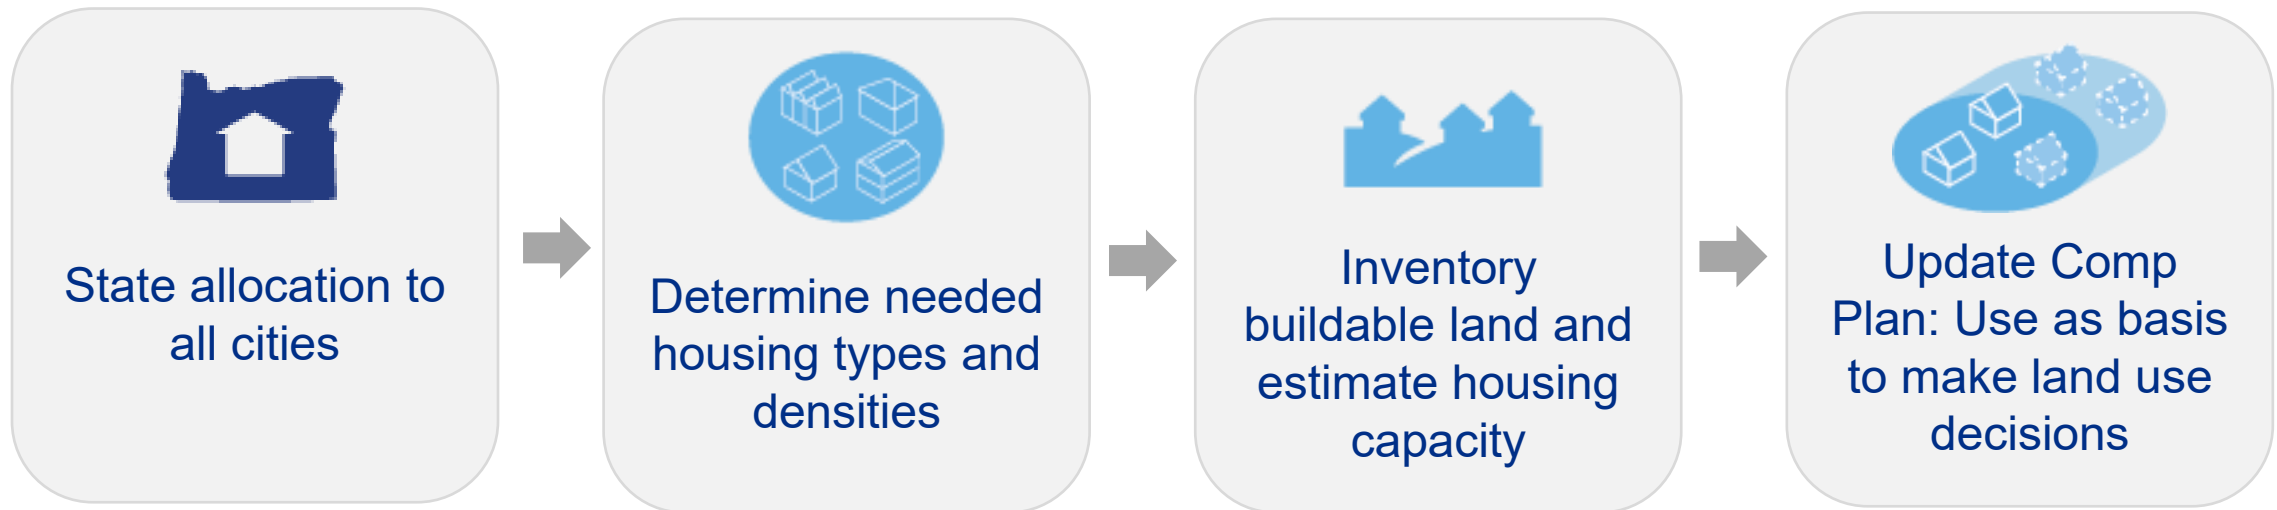 State allocation to
all cities
Determine needed
housing types and
densities
Inventory
buildable land and
estimate housing
capacity
Update Comp
Plan: Use as basis
to make land use
decisions